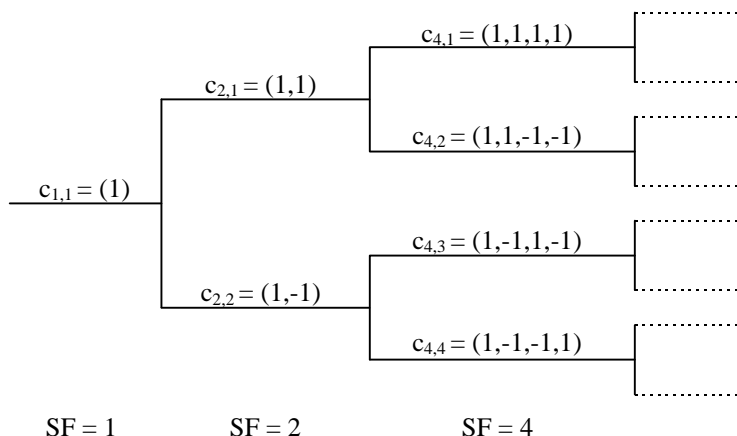 c4,1 = (1,1,1,1)
c2,1 = (1,1)
c4,2 = (1,1,-1,-1)
c1,1 = (1)
c4,3 = (1,-1,1,-1)
c2,2 = (1,-1)
c4,4 = (1,-1,-1,1)
SF = 1 SF = 2 SF = 4